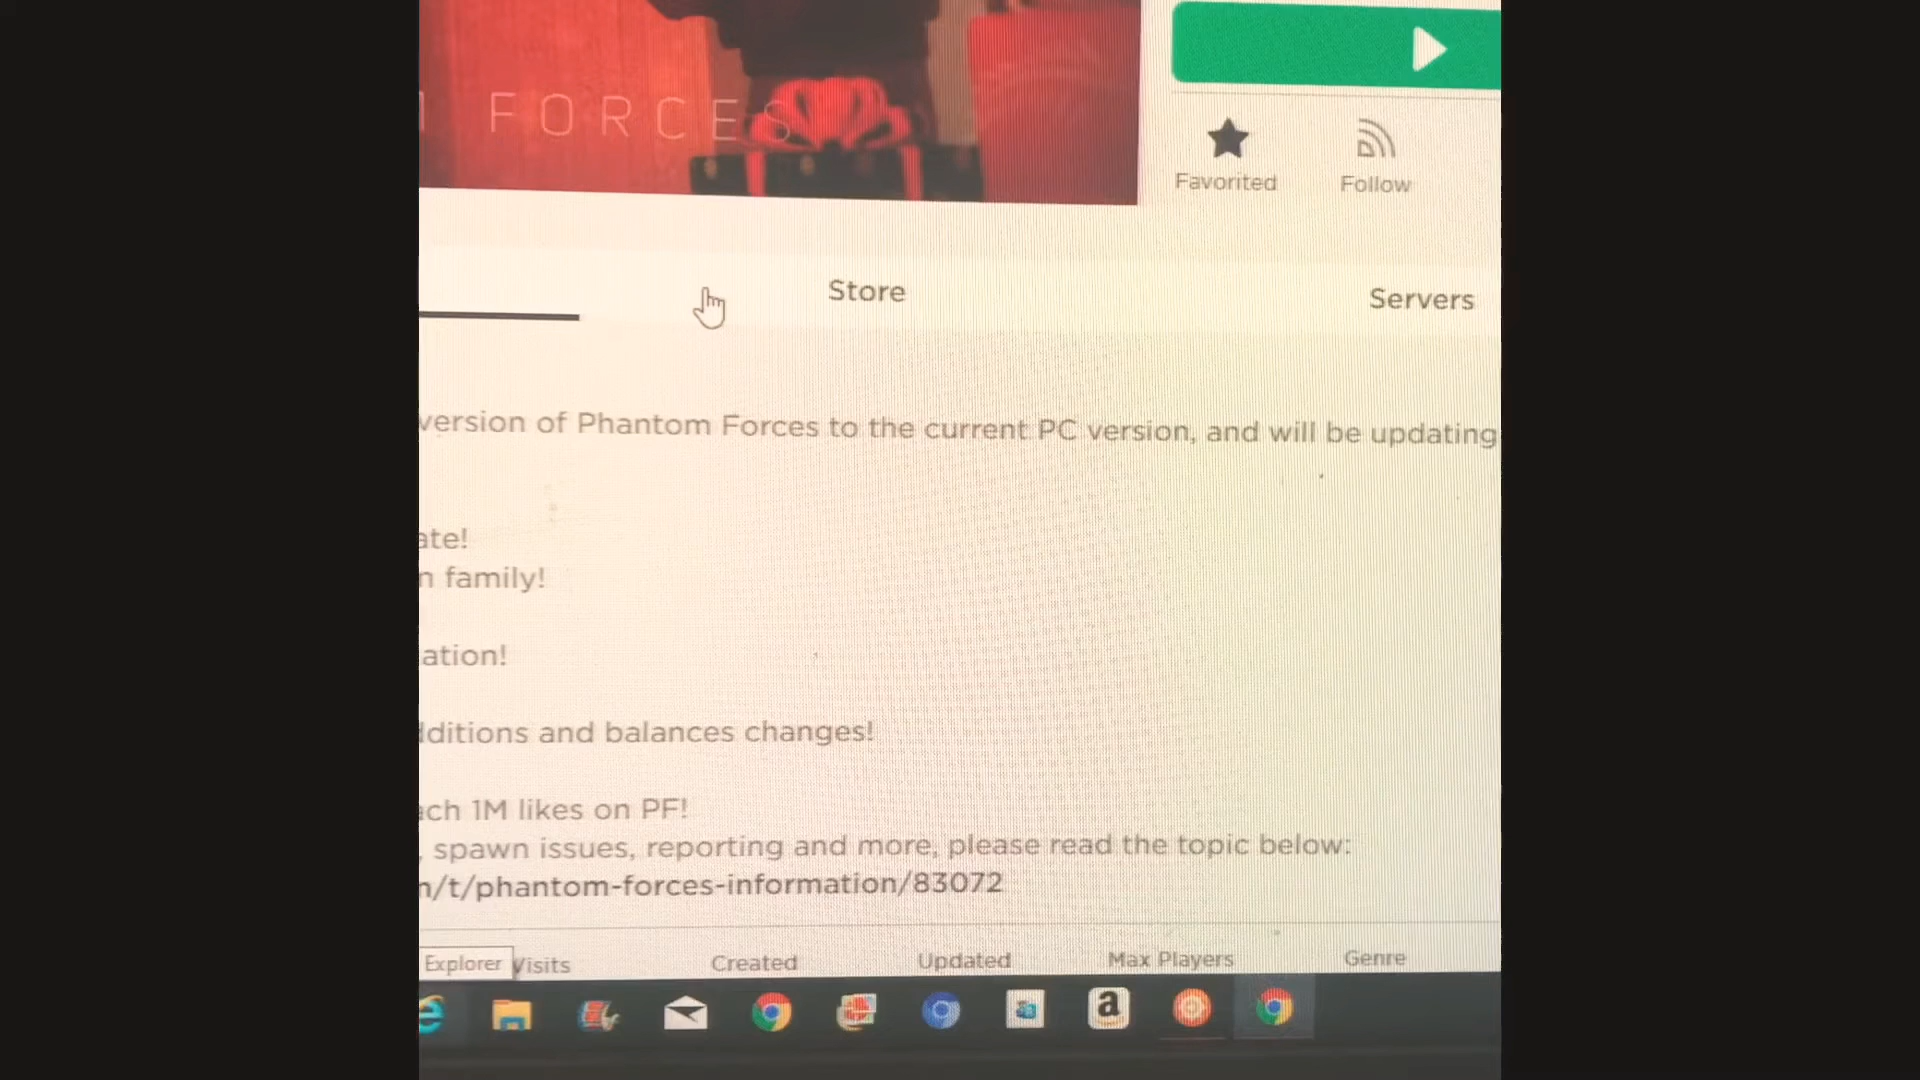 FORCES
Favorited
Follow
Store
Servers
version of Phantom Forces to the current PC version, and will be updating
ate!
n family!
ation!
dditions and balances changes!
ach 1M likes on PF!
, spawn issues, reporting and more, please read the topic below:
n/t/phantom-forces-information/83072
Explorer Visits
Created
Updated
Max Players
Genre
a